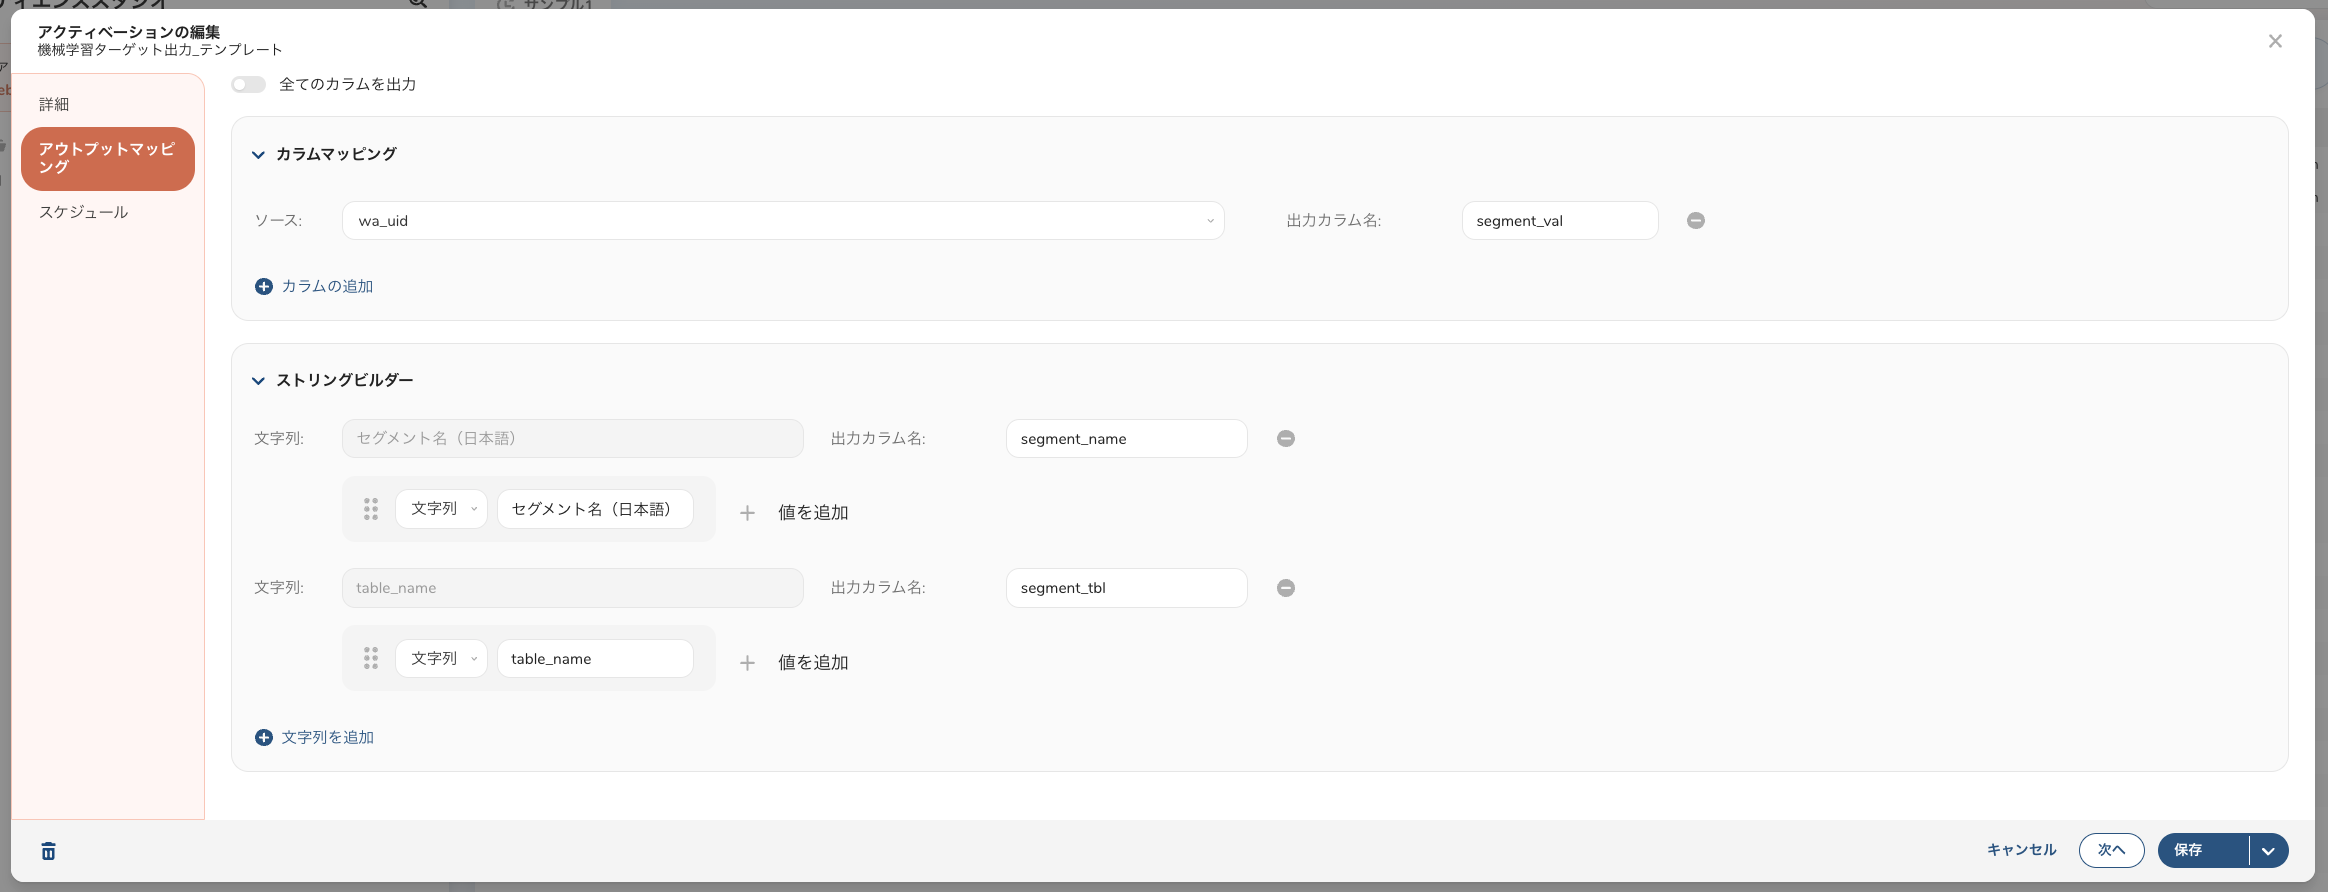 サンプル1
アクティベーションの編集
機械学習ターゲット出力_テンプレート
詳細
アウトプットマッピ
ング
スケジュール
全てのカラムを出力
カラムマッピング
ソース: wa_uid 出力カラム名: segment_val
カラムの追加
ストリングビルダー
文字列: セグメント名（日本語） 出力カラム名: segment_name
文字列 セグメント名（日本語） 値を追加
文字列: table_name 出力カラム名: segment_tbl
文字列 table_name 値を追加
文字列を追加
キャンセル 次へ 保存